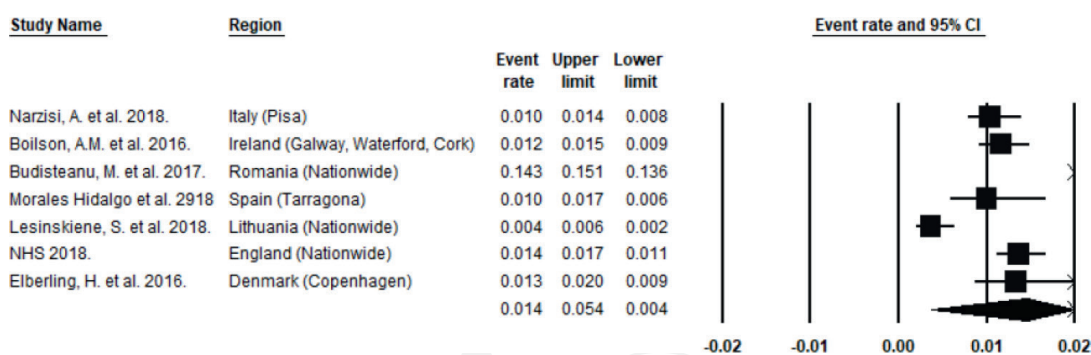 Study Name Region Event rate and 95% CI
Event Upper Lower
rate limit limit
Narzisi, A. et al. 2018. Italy (Pisa) 0.010 0.014 0.008
Boilson, A.M. et al. 2016. Ireland (Galway, Waterford, Cork) 0.012 0.015 0.009
Budisteanu, M. et al. 2017. Romania (Nationwide) 0.143 0.151 0.136
Morales Hidalgo et al. 2918 Spain (Tarragona) 0.010 0.017 0.006
Lesinskiene, S. et al. 2018. Lithuania (Nationwide) 0.004 0.006 0.002
NHS 2018. England (Nationwide) 0.014 0.017 0.011
Elberling, H. et al. 2016. Denmark (Copenhagen) 0.013 0.020 0.009
0.014 0.054 0.004
-0.02 -0.01 0.00 0.01 0.02